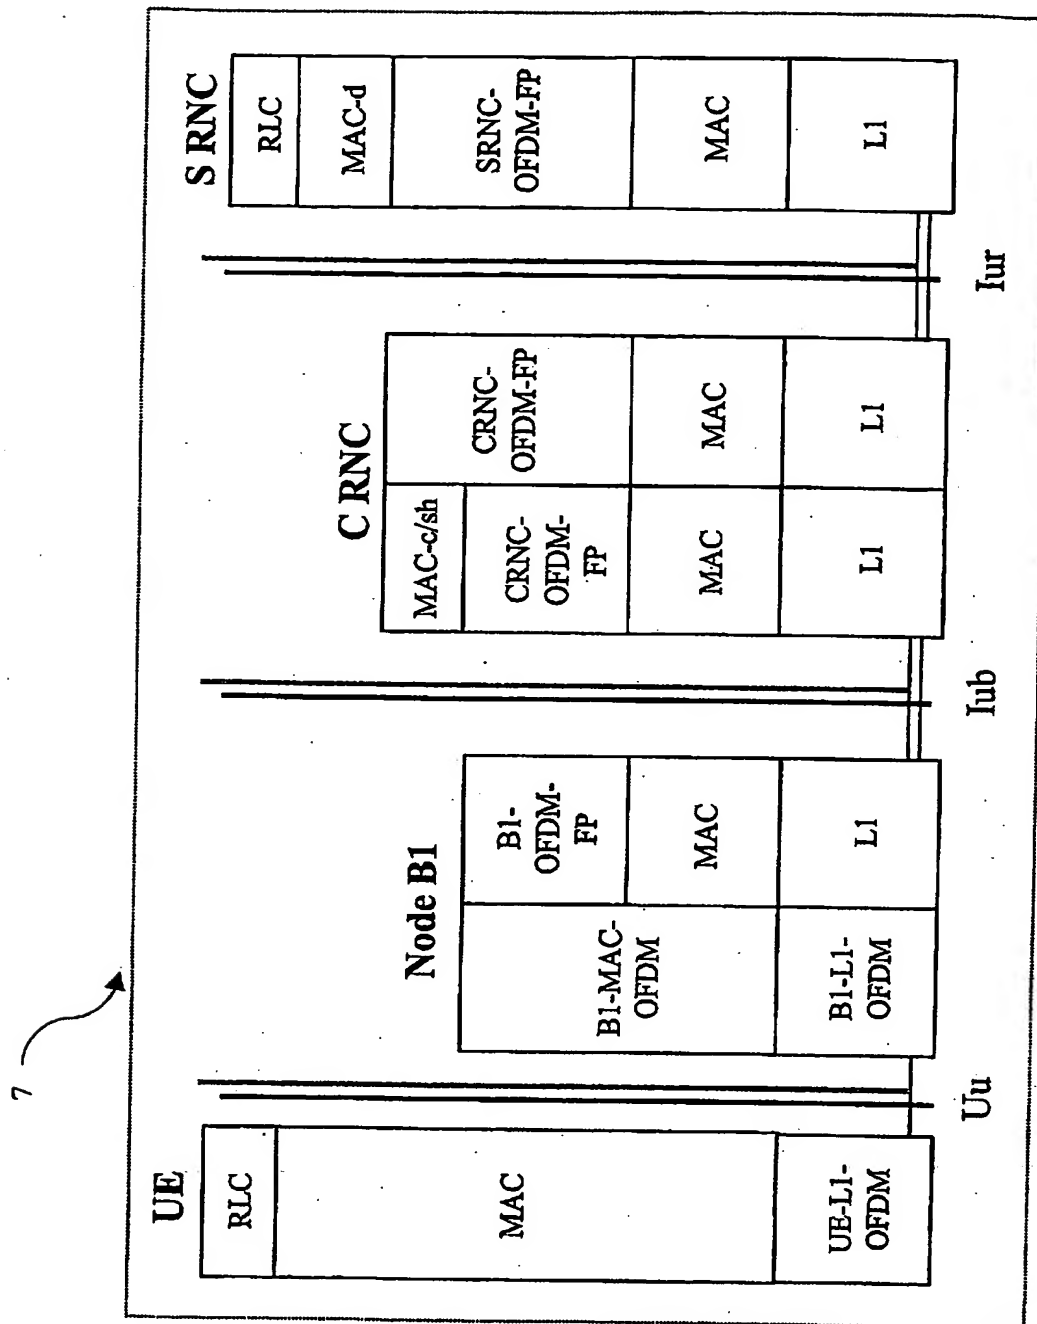 7
UE
RLC
MAC
UE-L1-
OFDM
Uu
Node B1
B1-MAC-
OFDM
B1-L1-
OFDM
B1-
OFDM-
FP
MAC
L1
Iub
C RNC
MAC-c/sh
CRNC-
OFDM-
FP
MAC
L1
CRNC-
OFDM-FP
MAC
L1
Iur
S RNC
RLC
MAC-d
SRNC-
OFDM-FP
MAC
L1